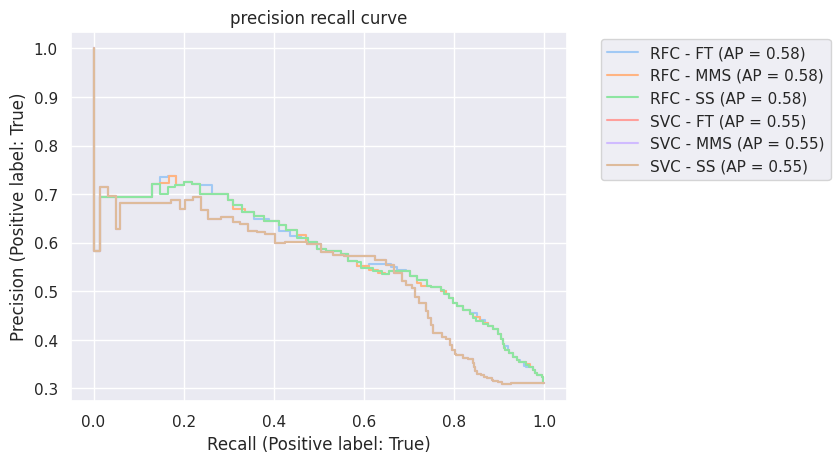 precision recall curve
Precision (Positive label: True)
1.0
0.9
0.8
0.7
0.6
0.5
0.4
0.3
0.0
0.2
0.4
0.6
0.8
1.0
Recall (Positive label: True)
RFC - FT (AP = 0.58)
RFC - MMS (AP = 0.58)
RFC - SS (AP = 0.58)
SVC - FT (AP = 0.55)
SVC - MMS (AP = 0.55)
SVC - SS (AP = 0.55)